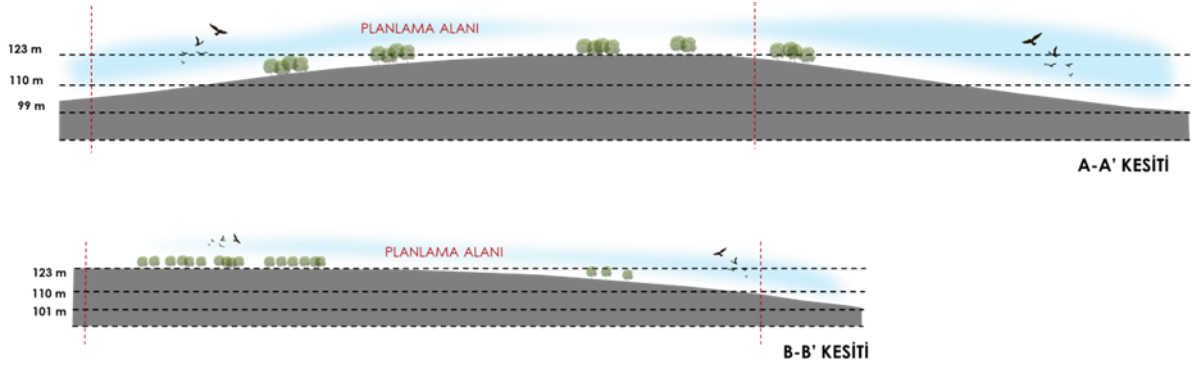 PLANLAMA ALANI
123 m
110 m
99 m
A-A' KESİTİ
PLANLAMA ALANI
123 m
110 m
101 m
B-B' KESİTİ